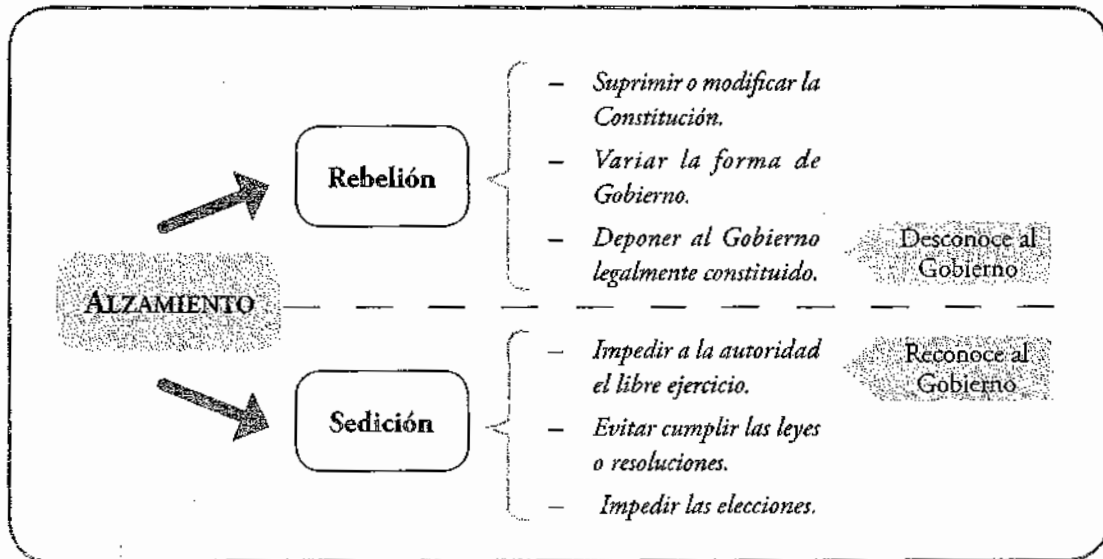 ALZAMIENTO
Rebelión
– Suprimir o modificar la
Constitución.
– Variar la forma de
Gobierno.
– Deponer al Gobierno
legalmente constituido.
Desconoce al
Gobierno
Sedición
– Impedir a la autoridad
el libre ejercicio.
– Evitar cumplir las leyes
o resoluciones.
– Impedir las elecciones.
Reconoce al
Gobierno